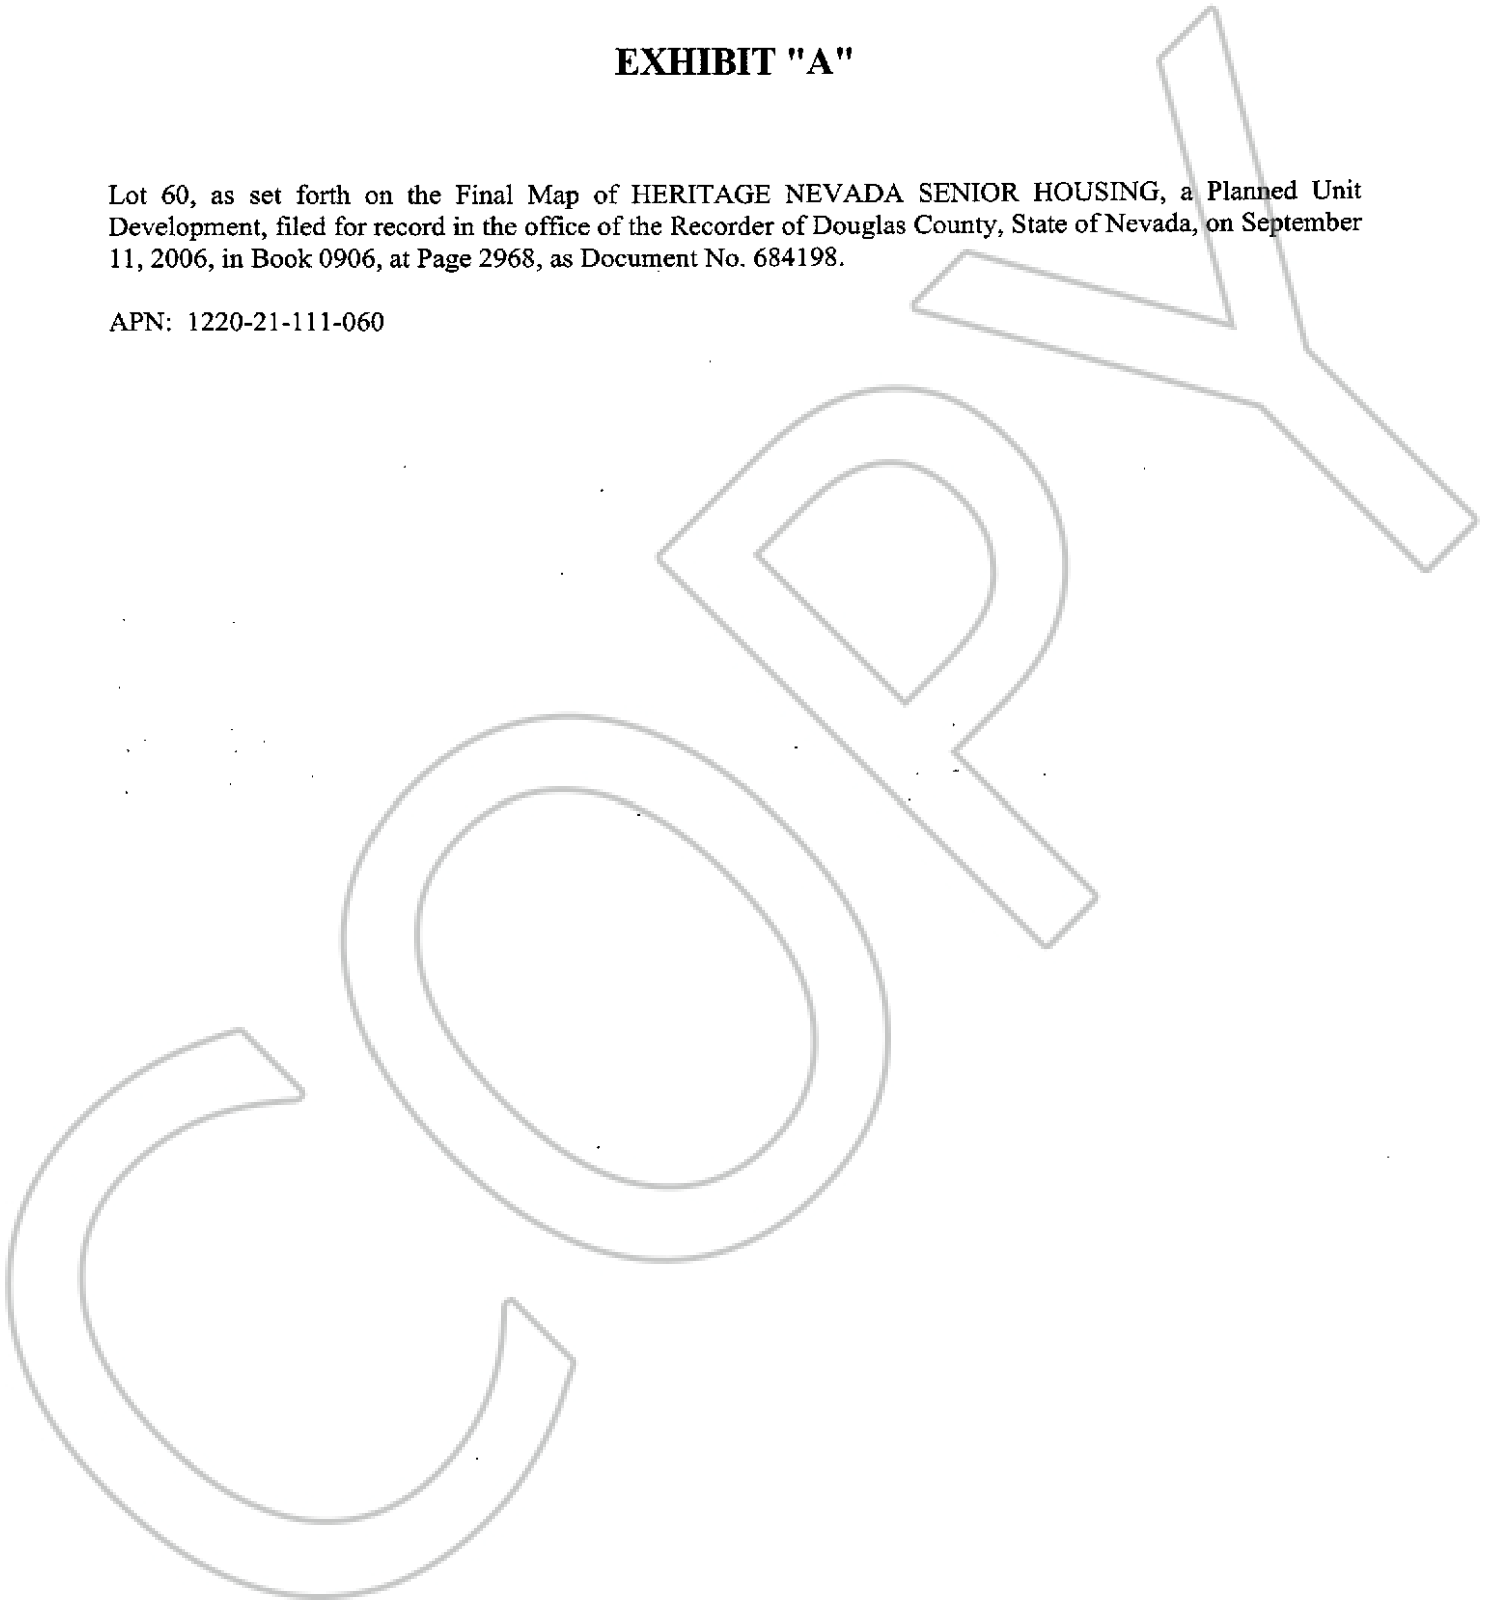 EXHIBIT "A"
Lot 60, as set forth on the Final Map of HERITAGE NEVADA SENIOR HOUSING, a Planned Unit
Development, filed for record in the office of the Recorder of Douglas County, State of Nevada, on September
11, 2006, in Book 0906, at Page 2968, as Document No. 684198.
APN: 1220-21-111-060
COPY